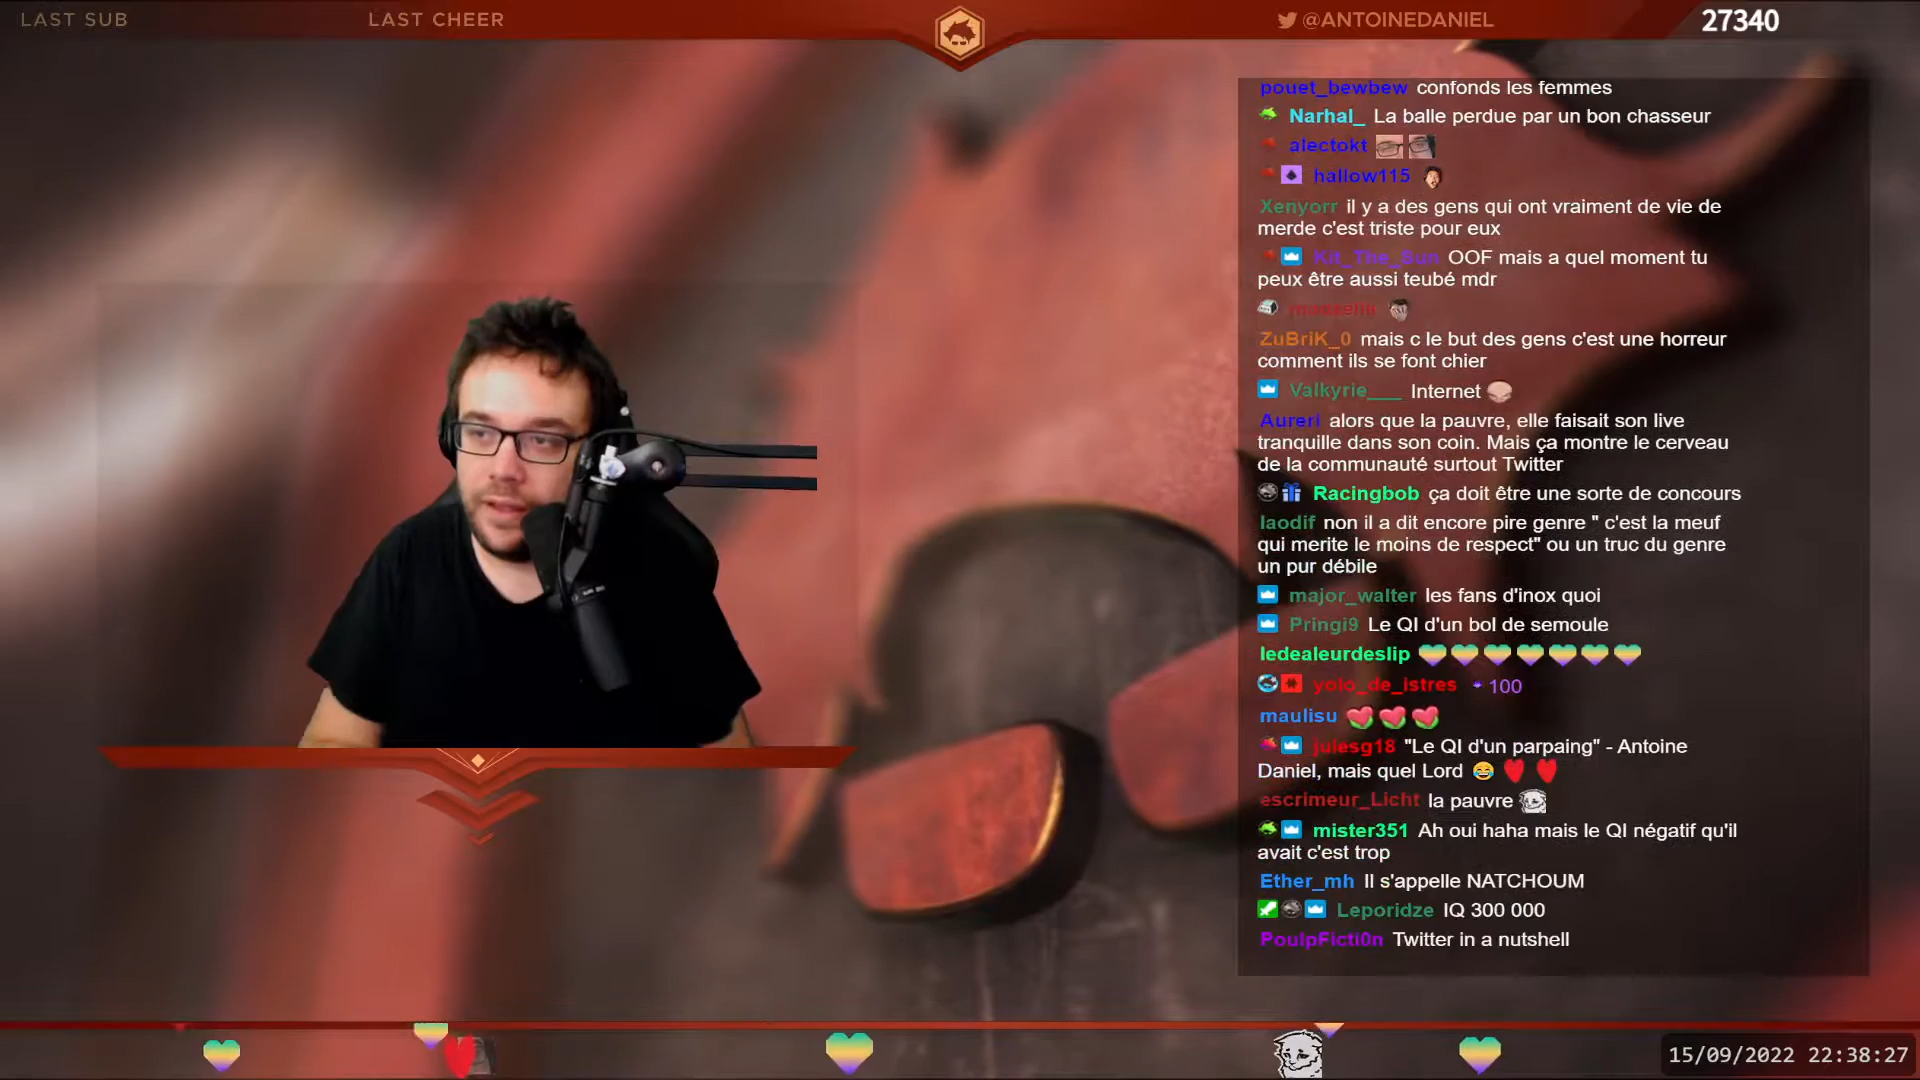 LAST SUB
LAST CHEER
@ANTOINEDANIEL
27340
pouet_bewbew confonds les femmes
Narhal_ La balle perdue par un bon chasseur
alectokt
hallow115
Xenyorr il y a des gens qui ont vraiment de vie de
merde c'est triste pour eux
Kit_The_Sun OOF mais a quel moment tu
peux être aussi teubé mdr
ZuBriK_0 mais c le but des gens c'est une horreur
comment ils se font chier
Valkyrie___ Internet
Aureri alors que la pauvre, elle faisait son live
tranquille dans son coin. Mais ça montre le cerveau
de la communauté surtout Twitter
Racingbob ça doit être une sorte de concours
laodif non il a dit encore pire genre " c'est la meuf
qui merite le moins de respect" ou un truc du genre
un pur débile
major_walter les fans d'inox quoi
Pringi9 Le QI d'un bol de semoule
ledealeurdeslip
yolo_de_istres 100
maulisu
julesg18 "Le QI d'un parpaing" - Antoine
Daniel, mais quel Lord
escrimeur_Licht la pauvre
mister351 Ah oui haha mais le QI négatif qu'il
avait c'est trop
Ether_mh Il s'appelle NATCHOUM
Leporidze IQ 300 000
PoulpFicti0n Twitter in a nutshell
15/09/2022 22:38:27